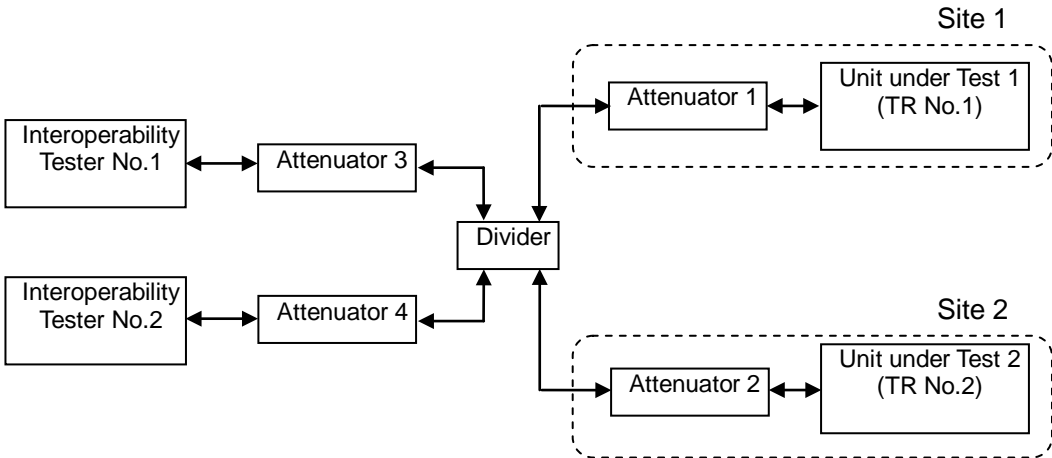 Site 1
Attenuator 1
Unit under Test 1
(TR No.1)
Interoperability
Tester No.1
Attenuator 3
Divider
Interoperability
Tester No.2
Attenuator 4
Site 2
Attenuator 2
Unit under Test 2
(TR No.2)